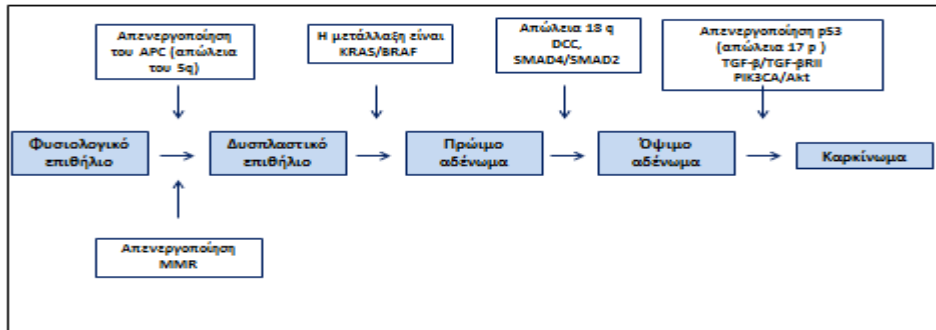 Απενεργοποίηση
του APC (απώλεια
του 5q)
Η μετάλλαξη είναι
KRAS/BRAF
Απώλεια 18 q
DCC,
SMAD4/SMAD2
Απενεργοποίηση p53
(απώλεια 17 p )
TGF-β/TGF-βRII
PIK3CA/Akt
Φυσιολογικό
επιθήλιο
Δυσπλαστικό
επιθήλιο
Πρώιμο
αδένωμα
Όψιμο
αδένωμα
Καρκίνωμα
Απενεργοποίηση
MMR